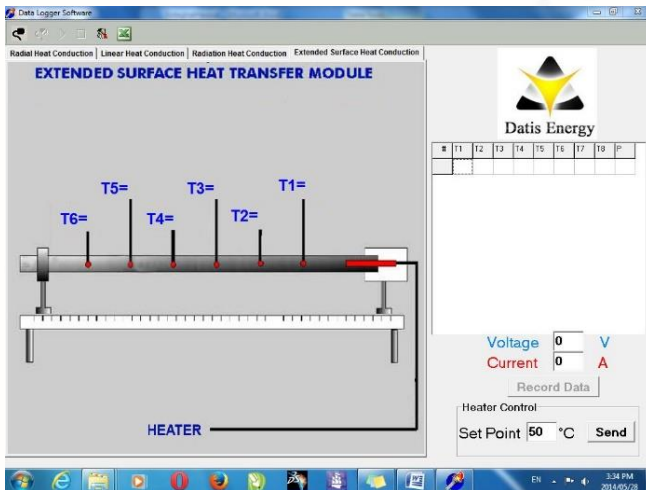 Data Logger Software
Radial Heat Conduction Linear Heat Conduction Radiation Heat Conduction Extended Surface Heat Conduction
EXTENDED SURFACE HEAT TRANSFER MODULE
T5= T3= T1=
T6= T4= T2=
HEATER
Datis Energy
# T1 T2 T3 T4 T5 T6 T7 T8 P
Voltage 0 V
Current 0 A
Record Data
Heater Control
Set Point 50 °C Send
EN 3:34 PM
2014/05/28